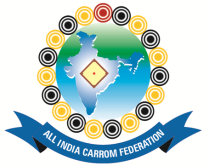 ALL INDIA CARROM FEDERATION